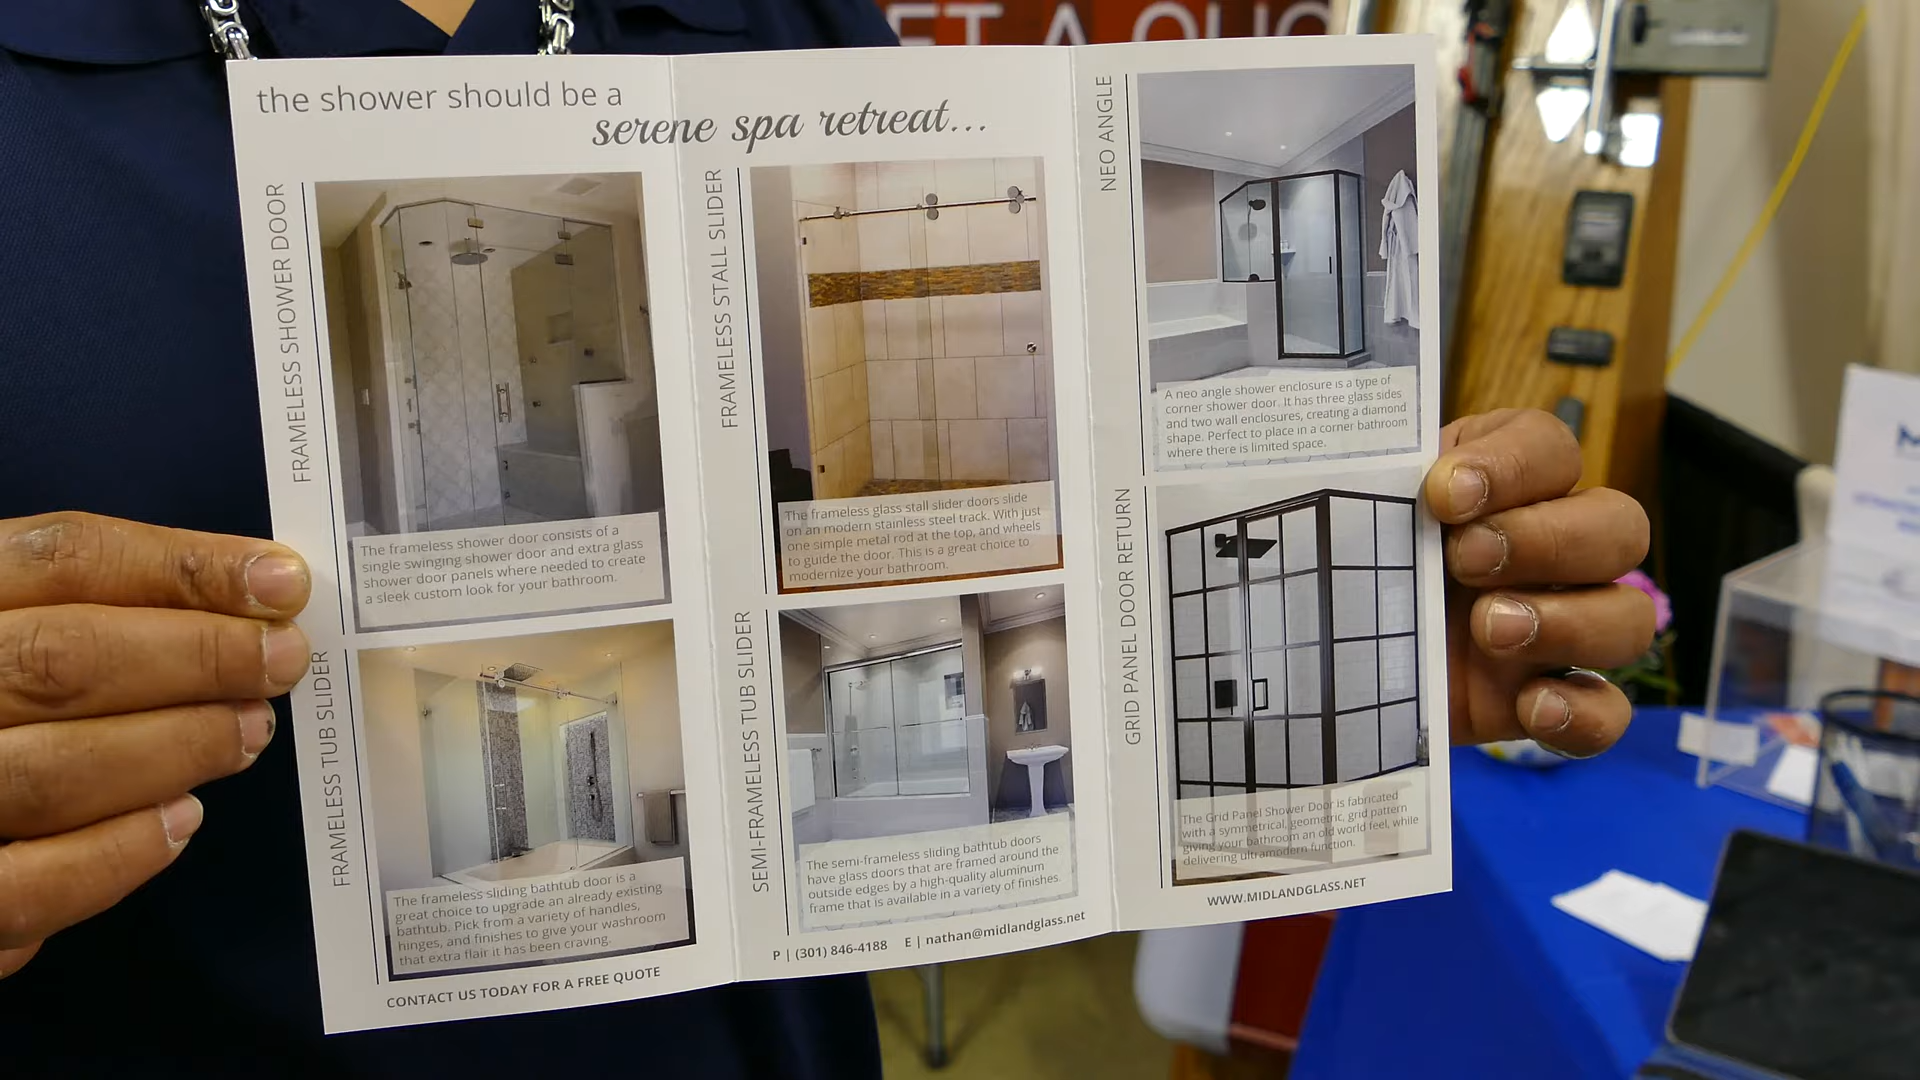 ET A QUO
the shower should be a
serene spa retreat...
FRAMELESS SHOWER DOOR
The frameless shower door consists of a
single swinging shower door and extra glass
shower door panels where needed to create
a sleek custom look for your bathroom.
FRAMELESS TUB SLIDER
The frameless sliding bathtub door is a
great choice to upgrade an already existing
bathtub. Pick from a variety of handles,
hinges, and finishes to give your washroom
that extra flair it has been craving.
CONTACT US TODAY FOR A FREE QUOTE
FRAMELESS STALL SLIDER
The frameless glass stall slider doors slide
on an modern stainless steel track. With just
one simple metal rod at the top, and wheels
to guide the door. This is a great choice to
modernize your bathroom.
SEMI-FRAMELESS TUB SLIDER
The semi-frameless sliding bathtub doors
have glass doors that are framed around the
outside edges by a high-quality aluminum
frame that is available in a variety of finishes.
P | (301) 846-4188 E | nathan@midlandglass.net
NEO ANGLE
A neo angle shower enclosure is a type of
corner shower door. It has three glass sides
and two wall enclosures, creating a diamond
shape. Perfect to place in a corner bathroom
where there is limited space.
GRID PANEL DOOR RETURN
The Grid Panel Shower Door is fabricated
with a symmetrical, geometric, grid pattern
giving your bathroom an old world feel, while
delivering ultramodern function.
WWW.MIDLANDGLASS.NET